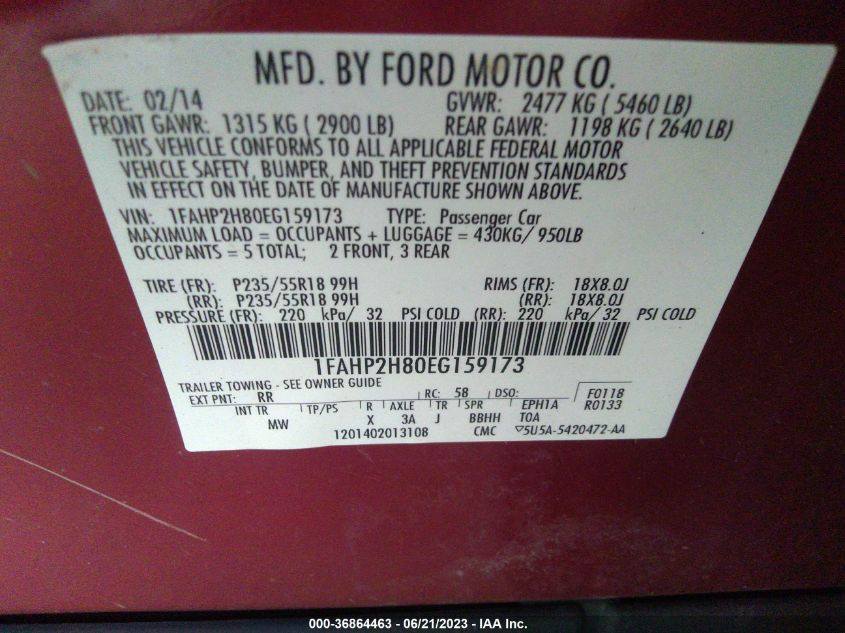 MFD. BY FORD MOTOR CO.
DATE: 02/14 GVWR: 2477 KG ( 5460 LB)
FRONT GAWR: 1315 KG ( 2900 LB) REAR GAWR: 1198 KG ( 2640 LB)
THIS VEHICLE CONFORMS TO ALL APPLICABLE FEDERAL MOTOR
VEHICLE SAFETY, BUMPER, AND THEFT PREVENTION STANDARDS
IN EFFECT ON THE DATE OF MANUFACTURE SHOWN ABOVE.
VIN: 1FAHP2H80EG159173 TYPE: Passenger Car
MAXIMUM LOAD = OCCUPANTS + LUGGAGE = 430KG/ 950LB
OCCUPANTS = 5 TOTAL; 2 FRONT, 3 REAR
TIRE (FR): P235/55R18 99H RIMS (FR): 18X8.0J
(RR): P235/55R18 99H (RR): 18X8.0J
PRESSURE (FR): 220 kPa/ 32 PSI COLD (RR): 220 kPa/ 32 PSI COLD
1FAHP2H80EG159173
TRAILER TOWING - SEE OWNER GUIDE
EXT PNT: RR RC: 58 DSO: F0118
INT TR TP/PS R AXLE TR SPR EPH1A R0133
MW X 3A J BBHH T0A
1201402013108 CMC ▽5U5A-5420472-AA
000-36864463 - 06/21/2023 - IAA Inc.